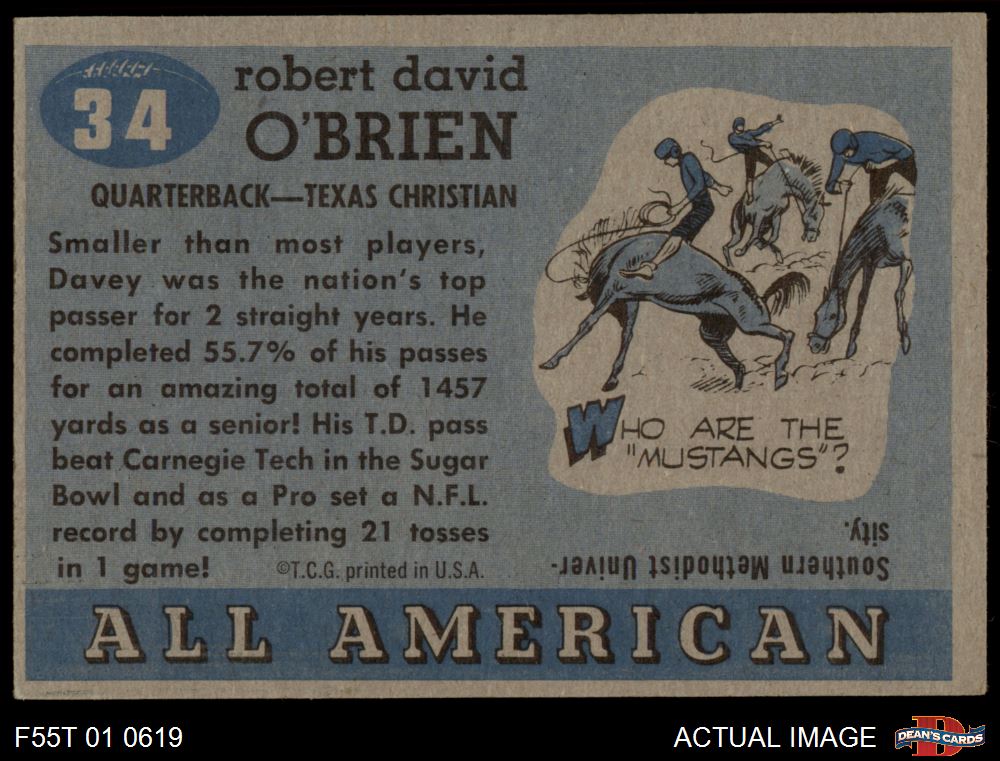 34
robert david
O'BRIEN
QUARTERBACK—TEXAS CHRISTIAN
Smaller than most players,
Davey was the nation's top
passer for 2 straight years. He
completed 55.7% of his passes
for an amazing total of 1457
yards as a senior! His T.D. pass
beat Carnegie Tech in the Sugar
Bowl and as a Pro set a N.F.L.
record by completing 21 tosses
in 1 game!
©T.C.G. printed in U.S.A.
WHO ARE THE
"MUSTANGS"?
Southern Methodist Univer-
sity.
ALL AMERICAN
F55T 01 0619
ACTUAL IMAGE
DEAN'S CARDS